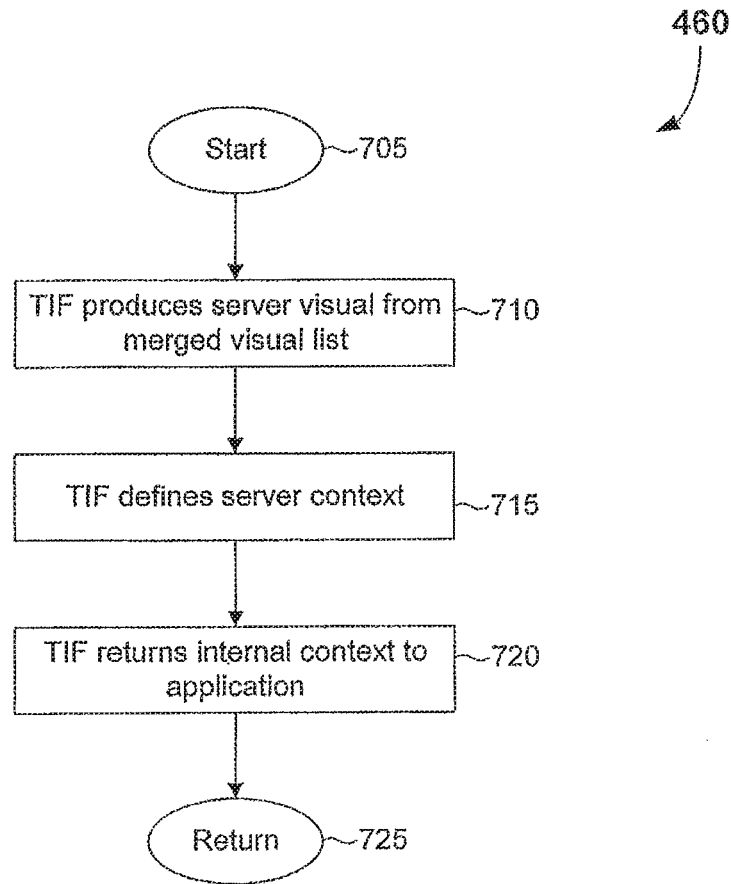 460
Start
705
TIF produces server visual from
merged visual list
710
TIF defines server context
715
TIF returns internal context to
application
720
Return
725